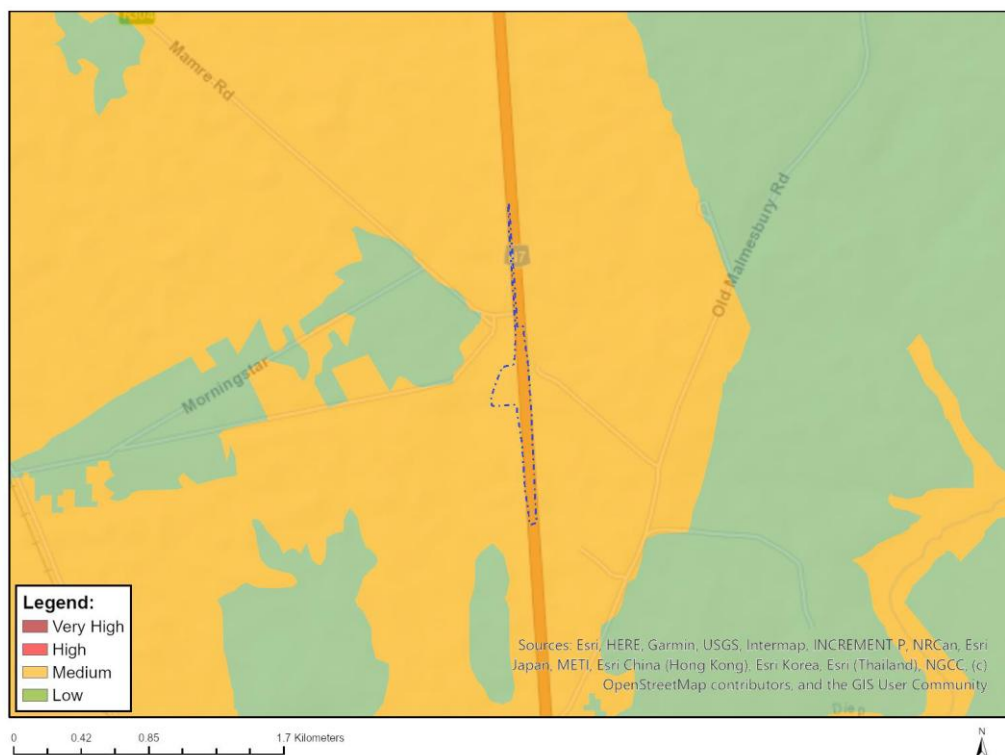 R304
Mamre Rd
Old Malmesbury Rd
Morningstar
Legend:
Very High
High
Medium
Low
Sources: Esri, HERE, Garmin, USGS, Intermap, INCREMENT P, NRCan, Esri
Japan, METI, Esri China (Hong Kong), Esri Korea, Esri (Thailand), NGCC, (c)
OpenStreetMap contributors, and the GIS User Community
Diep
0 0.42 0.85 1.7 Kilometers
N